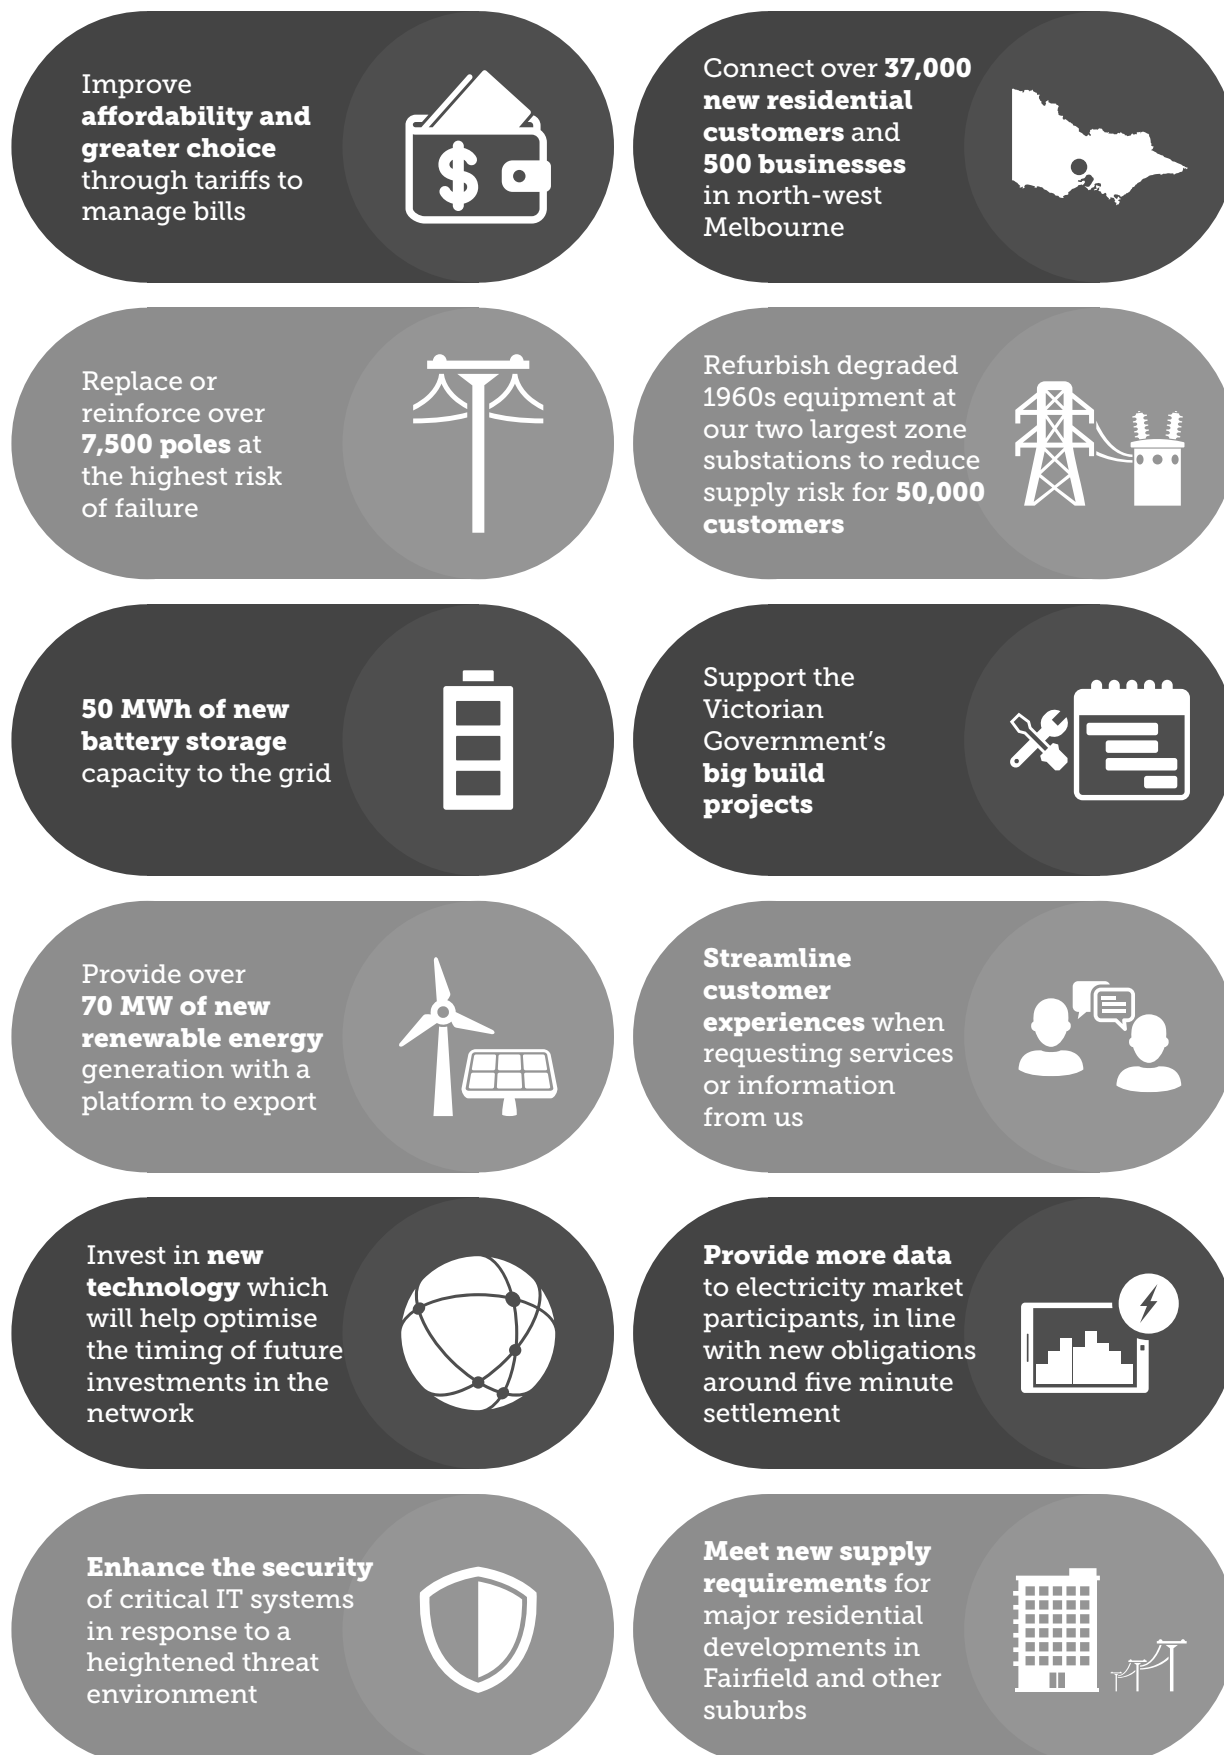 Improve
affordability and
greater choice
through tariffs to
manage bills
Connect over 37,000
new residential
customers and
500 businesses
in north-west
Melbourne
Replace or
reinforce over
7,500 poles at
the highest risk
of failure
Refurbish degraded
1960s equipment at
our two largest zone
substations to reduce
supply risk for 50,000
customers
50 MWh of new
battery storage
capacity to the grid
Support the
Victorian
Government's
big build
projects
Provide over
70 MW of new
renewable energy
generation with a
platform to export
Streamline
customer
experiences when
requesting services
or information
from us
Invest in new
technology which
will help optimise
the timing of future
investments in the
network
Provide more data
to electricity market
participants, in line
with new obligations
around five minute
settlement
Enhance the security
of critical IT systems
in response to a
heightened threat
environment
Meet new supply
requirements for
major residential
developments in
Fairfield and other
suburbs